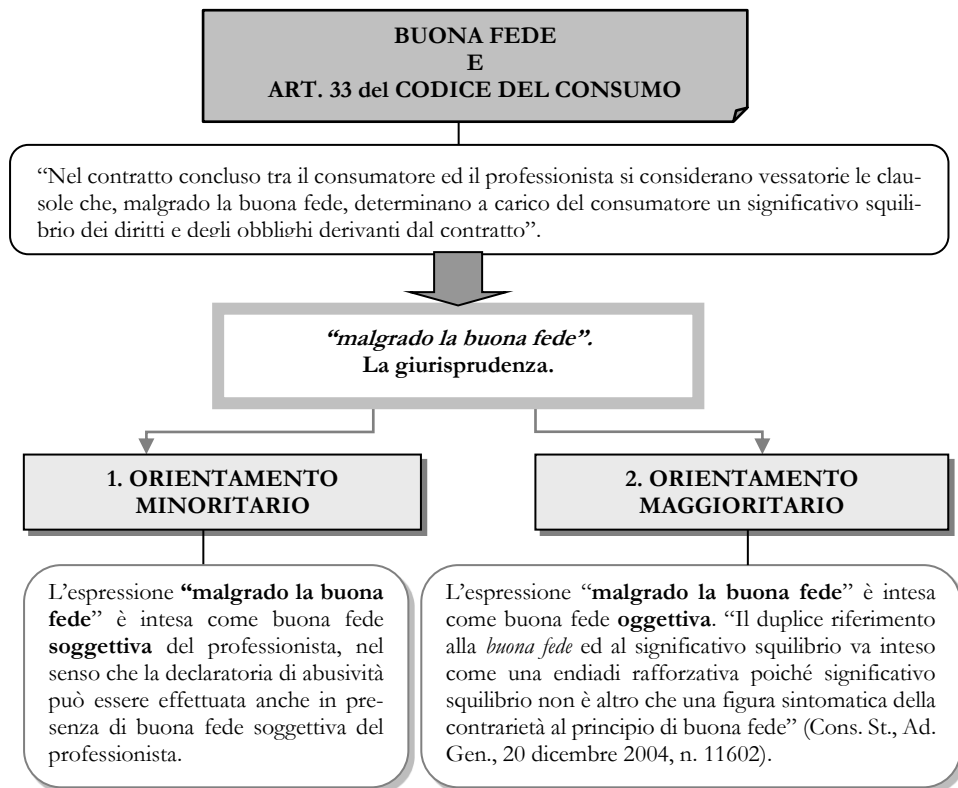 BUONA FEDE
E
ART. 33 del CODICE DEL CONSUMO
“Nel contratto concluso tra il consumatore ed il professionista si considerano vessatorie le clau-
sole che, malgrado la buona fede, determinano a carico del consumatore un significativo squili-
brio dei diritti e degli obblighi derivanti dal contratto”.
“malgrado la buona fede”.
La giurisprudenza.
1. ORIENTAMENTO
MINORITARIO
L’espressione “malgrado la buona
fede” è intesa come buona fede
soggettiva del professionista, nel
senso che la declaratoria di abusività
può essere effettuata anche in pre-
senza di buona fede soggettiva del
professionista.
2. ORIENTAMENTO
MAGGIORITARIO
L’espressione “malgrado la buona fede” è intesa
come buona fede oggettiva. “Il duplice riferimento
alla buona fede ed al significativo squilibrio va inteso
come una endiadi rafforzativa poiché significativo
squilibrio non è altro che una figura sintomatica della
contrarietà al principio di buona fede” (Cons. St., Ad.
Gen., 20 dicembre 2004, n. 11602).